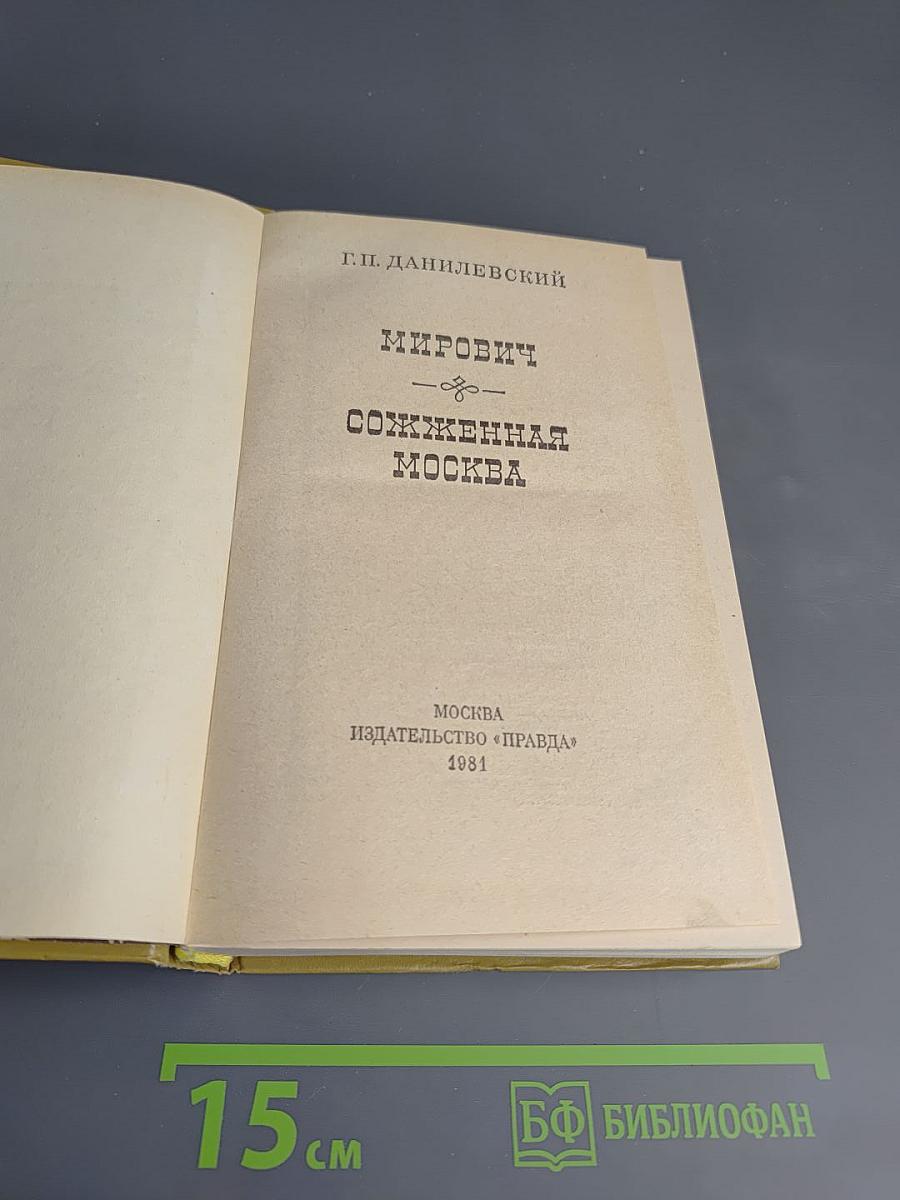 Г.П. ДАНИЛЕВСКИЙ
МИРОВИЧ
СОЖЖЕННАЯ
МОСКВА
МОСКВА
ИЗДАТЕЛЬСТВО «ПРАВДА»
1981
15 см
БФ БИБЛИОФАН